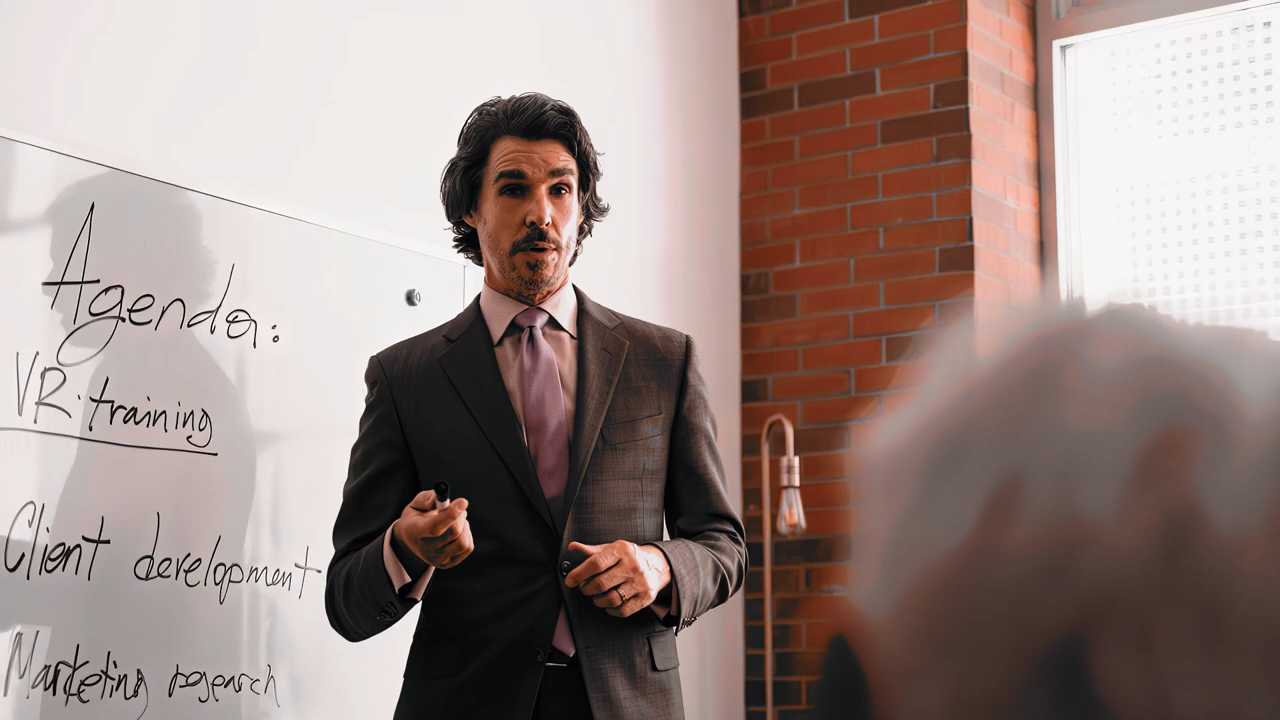 Agenda:
VR training
Client development
Marketing research